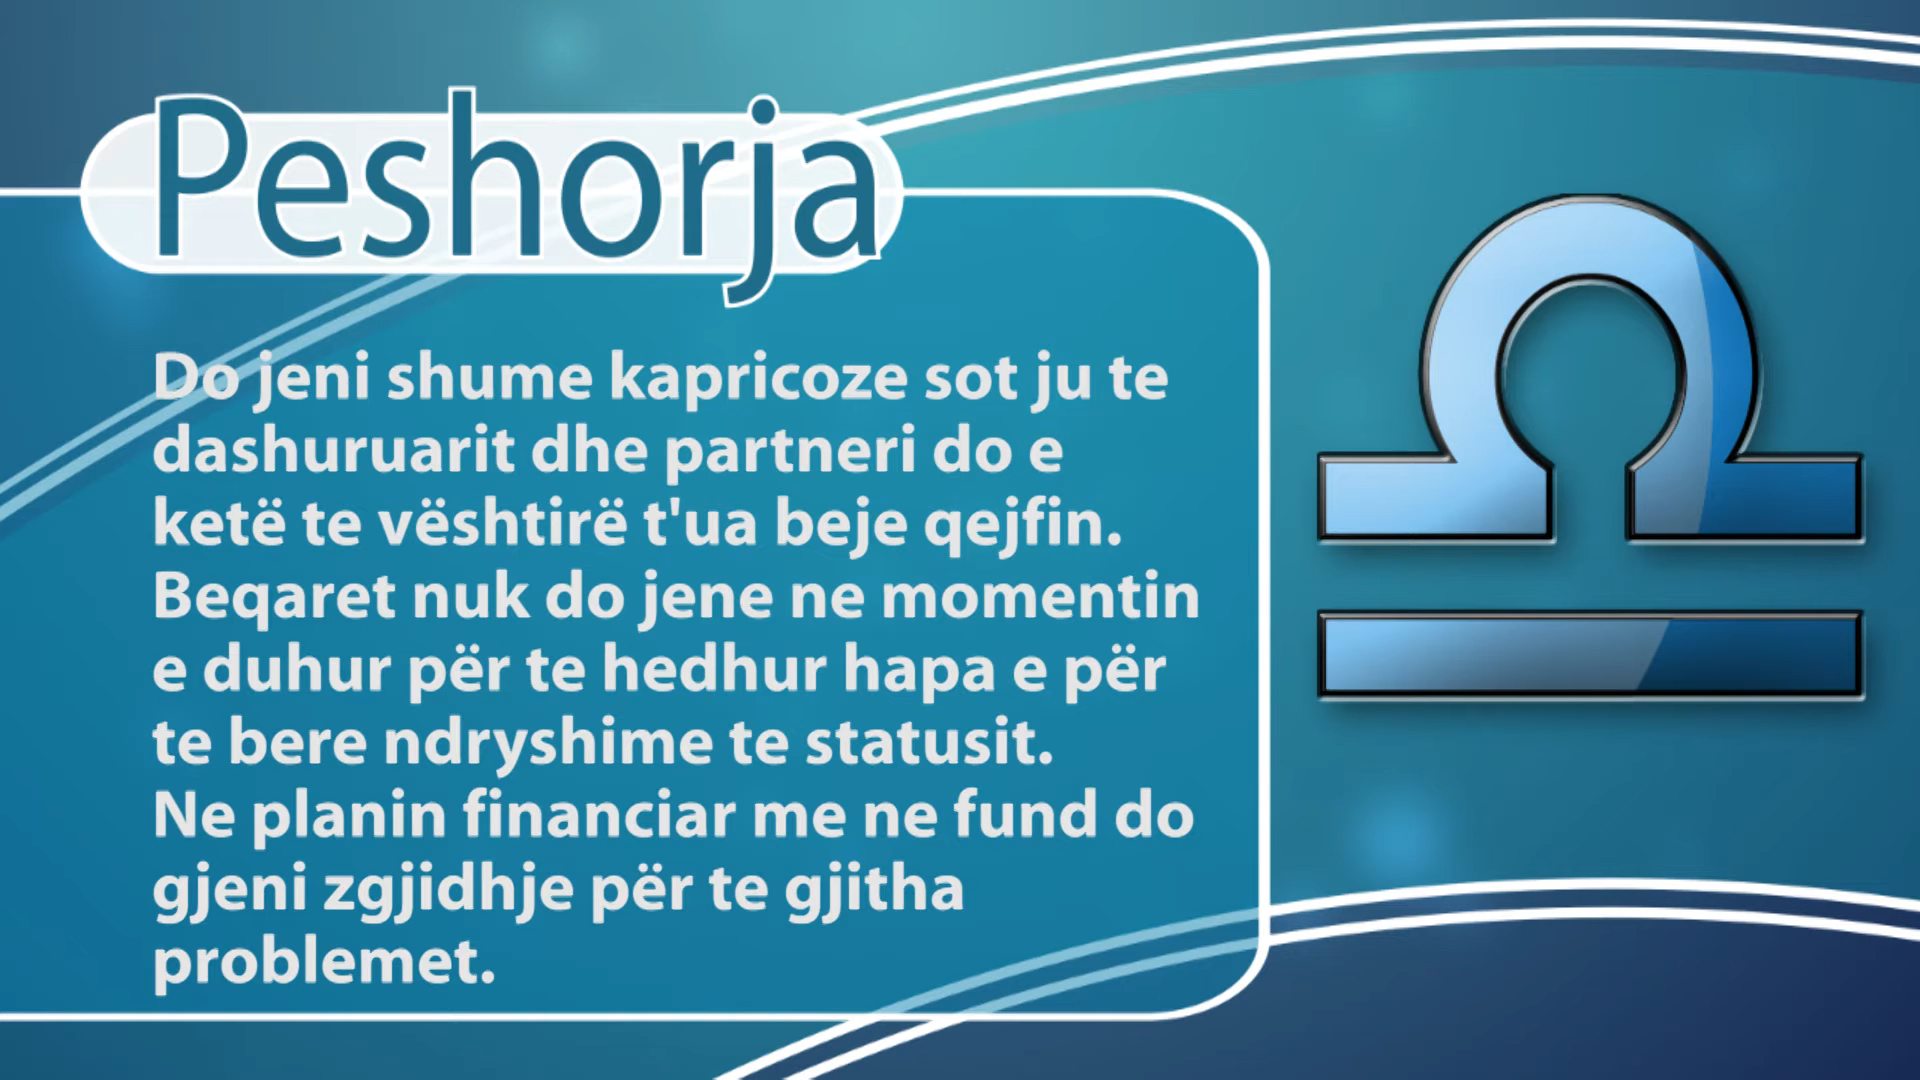 Peshorja
Do jeni shume kapricoze sot ju te
dashuruarit dhe partneri do e
ketë te vështirë t'ua beje qejfin.
Beqaret nuk do jene ne momentin
e duhur për te hedhur hapa e për
te bere ndryshime te statusit.
Ne planin financiar me ne fund do
gjeni zgjidhje për te gjitha
problemet.